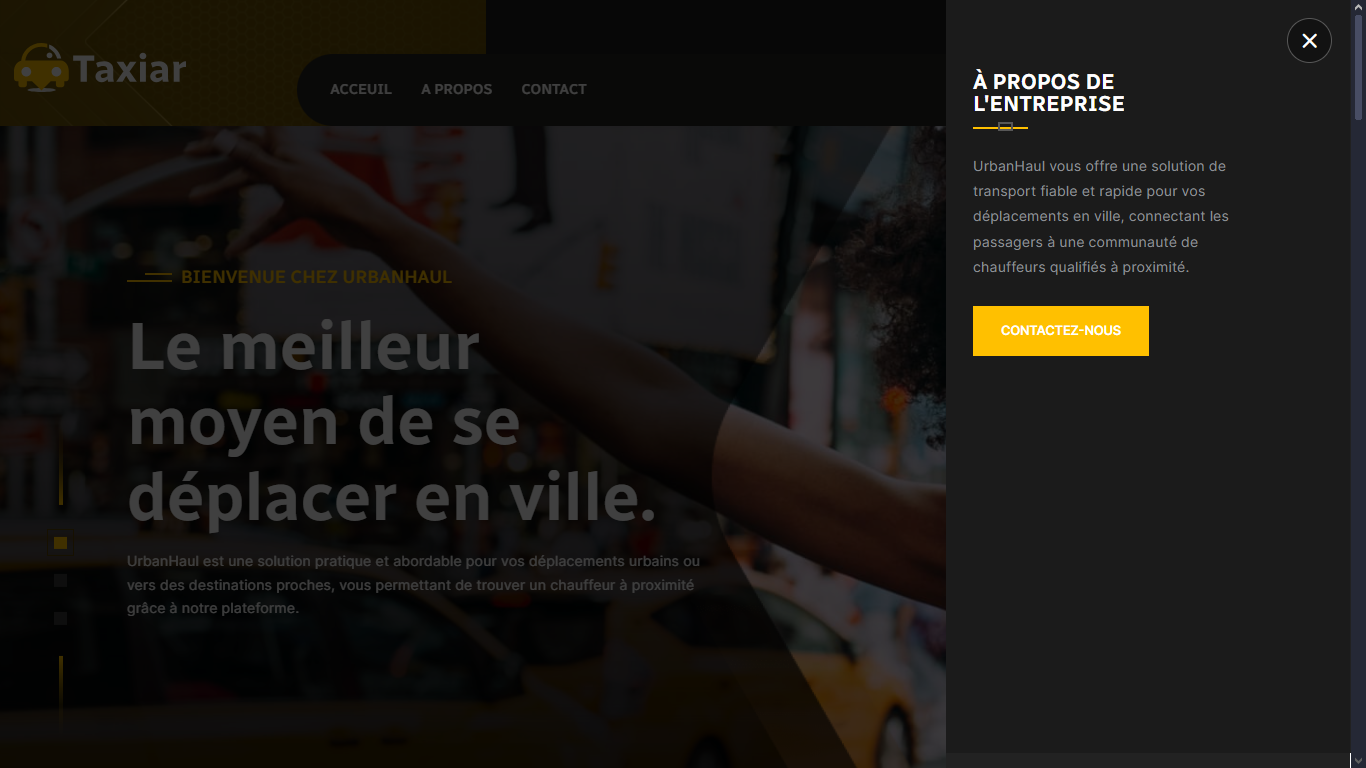 Taxiar
ACCEUIL A PROPOS CONTACT
BIENVENUE CHEZ URBANHAUL
Le meilleur
moyen de se
déplacer en ville.
UrbanHaul est une solution pratique et abordable pour vos déplacements urbains ou
vers des destinations proches, vous permettant de trouver un chauffeur à proximité
grâce à notre plateforme.
À PROPOS DE
L'ENTREPRISE
UrbanHaul vous offre une solution de
transport fiable et rapide pour vos
déplacements en ville, connectant les
passagers à une communauté de
chauffeurs qualifiés à proximité.
CONTACTEZ-NOUS